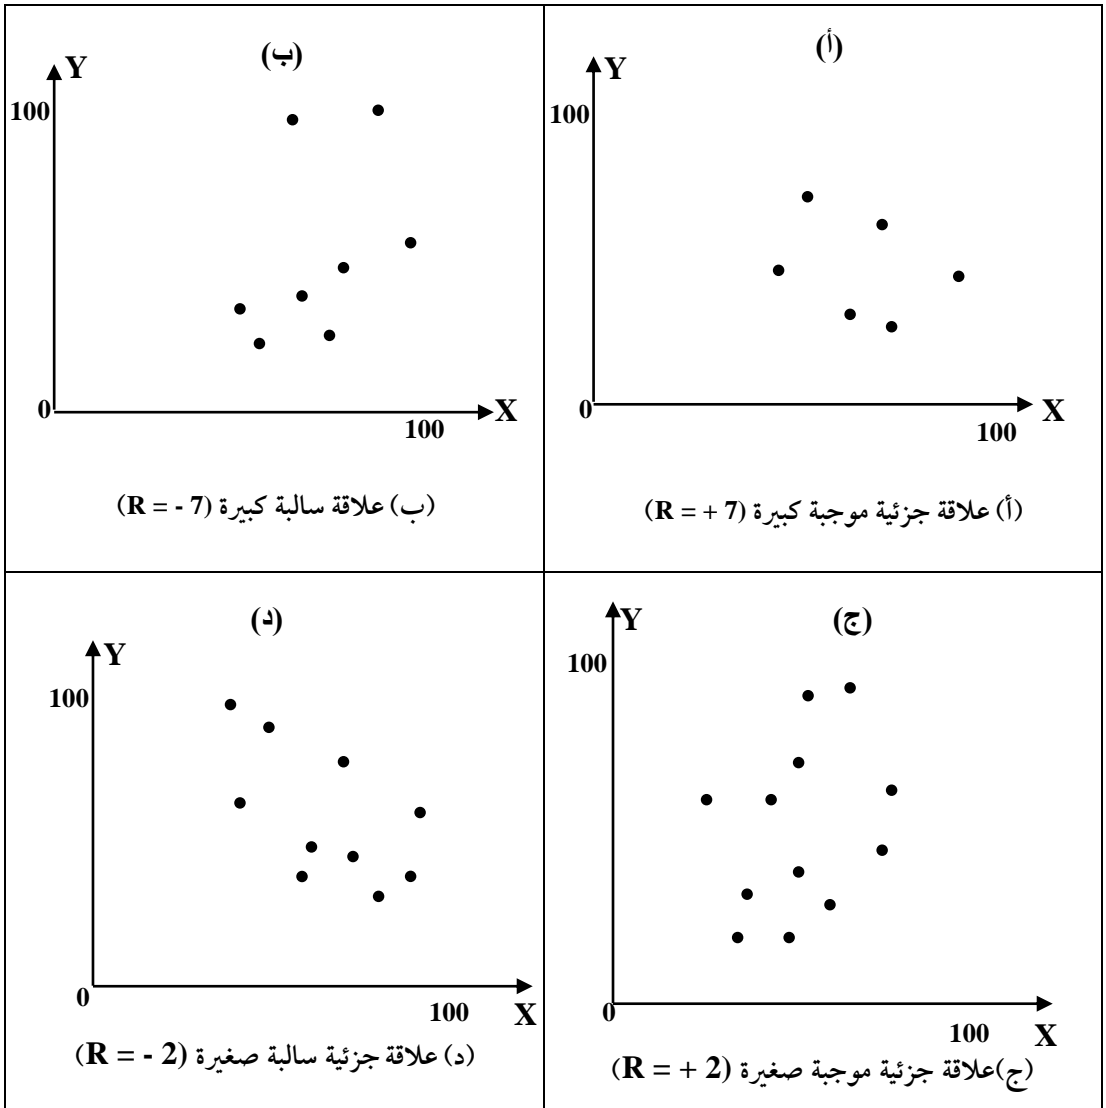 (أ)
Y
100
0
X
100
(أ) علاقة جزئية موجبة كبيرة (R = + 7)
(ب)
Y
100
0
X
100
(ب) علاقة سالبة كبيرة (R = - 7)
(ج)
Y
100
0
100
X
(ج)علاقة جزئية موجبة صغيرة (R = + 2)
(د)
Y
100
0
100
X
(د) علاقة جزئية سالبة صغيرة (R = - 2)